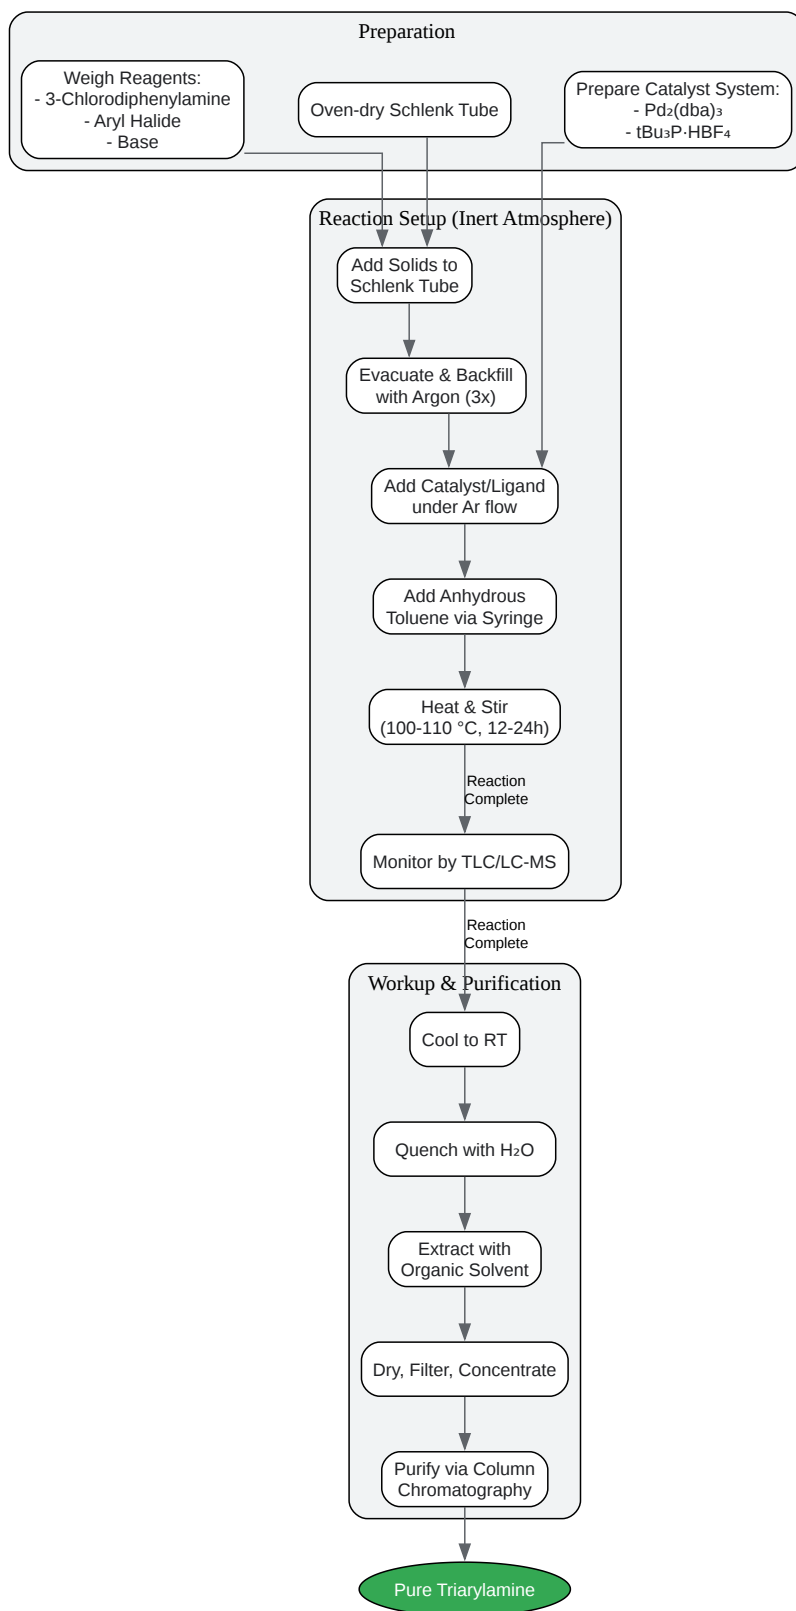 Preparation
Weigh Reagents:
- 3-Chlorodiphenylamine
- Aryl Halide
- Base
Oven-dry Schlenk Tube
Prepare Catalyst System:
- Pd₂(dba)₃
- tBu₃P·HBF₄
Reaction Setup (Inert Atmosphere)
Add Solids to
Schlenk Tube
Evacuate & Backfill
with Argon (3x)
Add Catalyst/Ligand
under Ar flow
Add Anhydrous
Toluene via Syringe
Heat & Stir
(100-110 °C, 12-24h)
Reaction
Complete
Monitor by TLC/LC-MS
Reaction
Complete
Workup & Purification
Cool to RT
Quench with H₂O
Extract with
Organic Solvent
Dry, Filter, Concentrate
Purify via Column
Chromatography
Pure Triarylamine